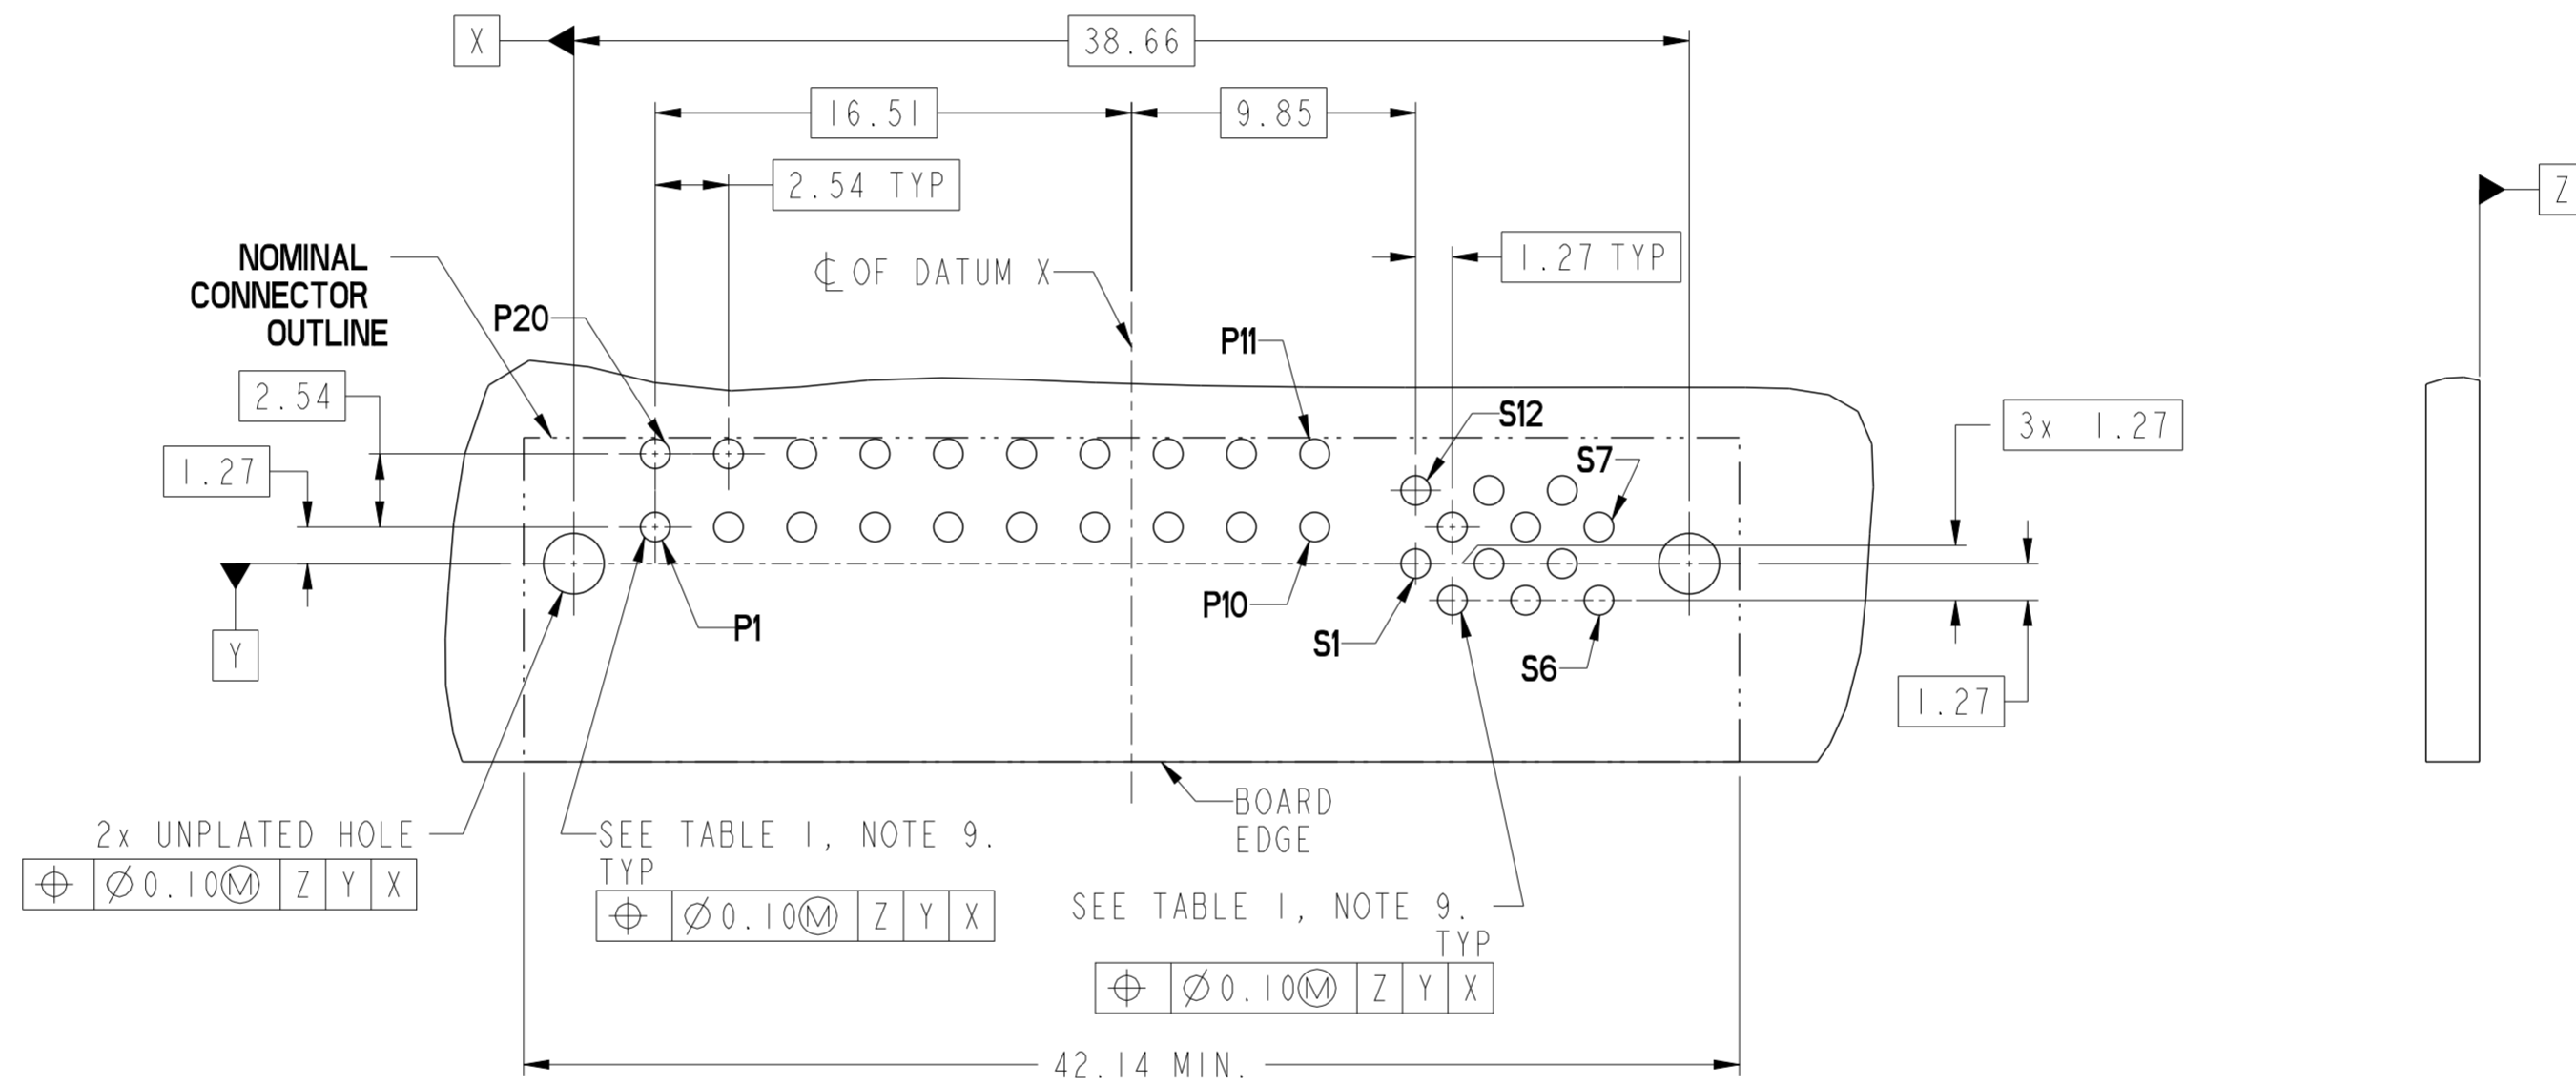 X
38.66
16.51
9.85
2.54 TYP
Z
℄ OF DATUM X
1.27 TYP
NOMINAL
CONNECTOR
OUTLINE
P20
P11
2.54
S12
3x 1.27
1.27
S7
P1
P10
S1
Y
S6
1.27
BOARD
EDGE
2x UNPLATED HOLE
⌖ ⌀0.10Ⓜ Z Y X
SEE TABLE 1, NOTE 9.
TYP
⌖ ⌀0.10Ⓜ Z Y X
SEE TABLE 1, NOTE 9.
TYP
⌖ ⌀0.10Ⓜ Z Y X
42.14 MIN.